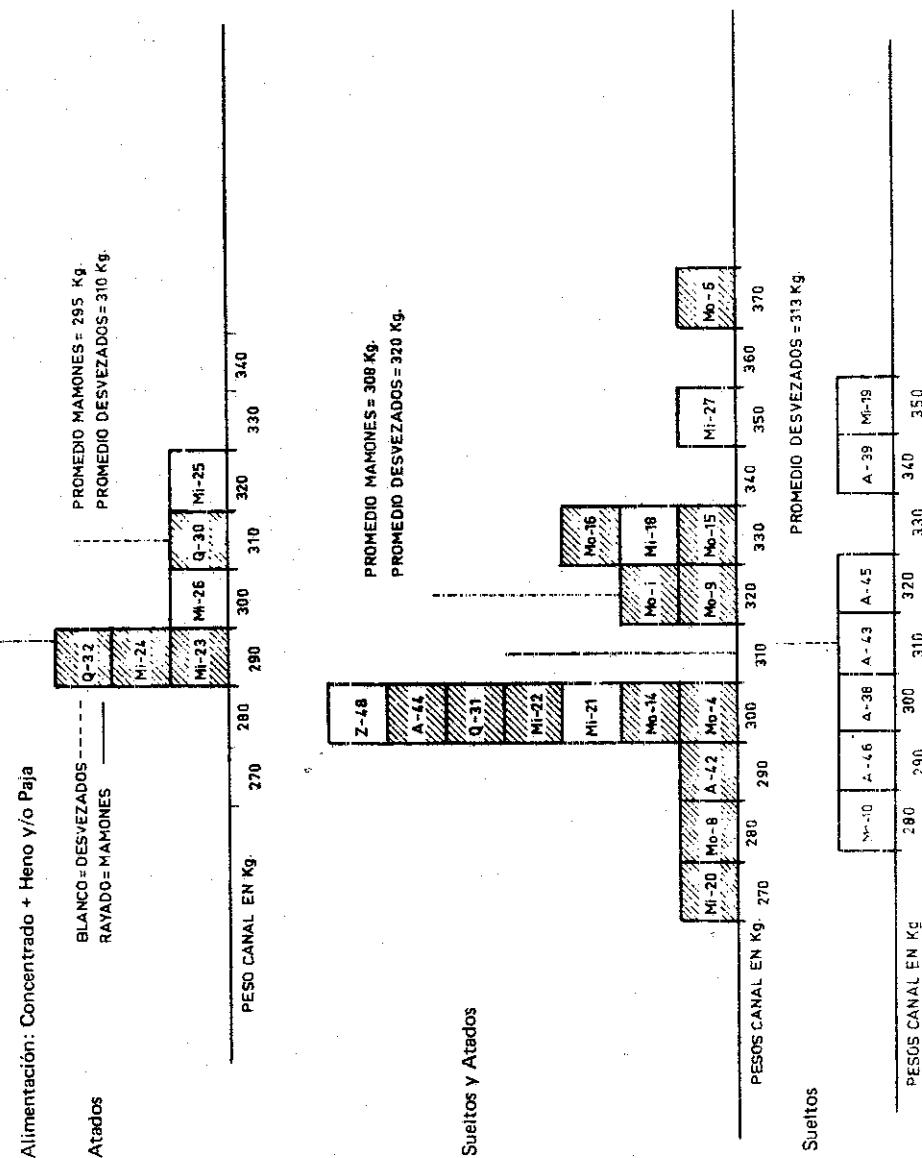 Alimentación: Concentrado + Heno y/o Paja
Atados
BLANCO = DESVEZADOS
RAYADO = MAMONES
PROMEDIO MAMONES = 295 Kg.
PROMEDIO DESVEZADOS = 310 Kg.
Q-32
Mi-24
Mi-23 Mi-26 Q-30 Mi-25
PESO CANAL EN Kg. 270 280 290 300 310 320 330 340
Sueltos y Atados
PROMEDIO MAMONES = 308 Kg.
PROMEDIO DESVEZADOS = 320 Kg.
Z-48
A-44
Q-31
Mi-22
Mi-21 Mo-16
Mo-14 Mo-1 Mi-18
Mi-20 Mo-8 A-42 Mo-4 Mo-9 Mo-15 Mi-27 Mo-6
PESOS CANAL EN Kg. 270 280 290 300 310 320 330 340 350 360 370
Sueltos
PROMEDIO DESVEZADOS = 313 Kg.
Mo-10 A-46 A-38 A-43 A-45 A-39 Mi-19
PESOS CANAL EN Kg 280 290 300 310 320 330 340 350